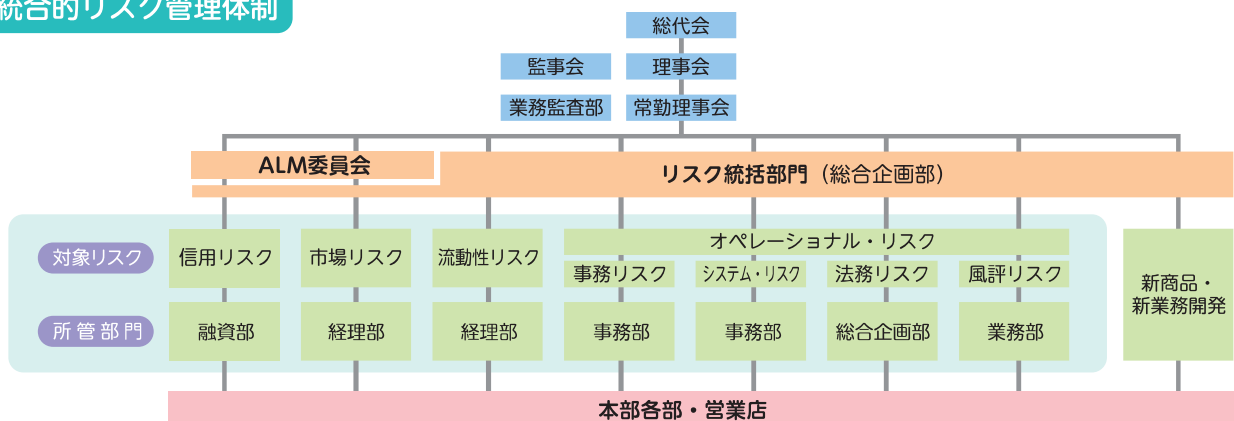 統合的リスク管理体制
総代会
監事会
理事会
業務監査部
常勤理事会
ALM委員会
リスク統括部門（総合企画部）
対象リスク
信用リスク
市場リスク
流動性リスク
オペレーショナル・リスク
事務リスク
システム・リスク
法務リスク
風評リスク
新商品・
新業務開発
所管部門
融資部
経理部
経理部
事務部
事務部
総合企画部
業務部
本部各部・営業店